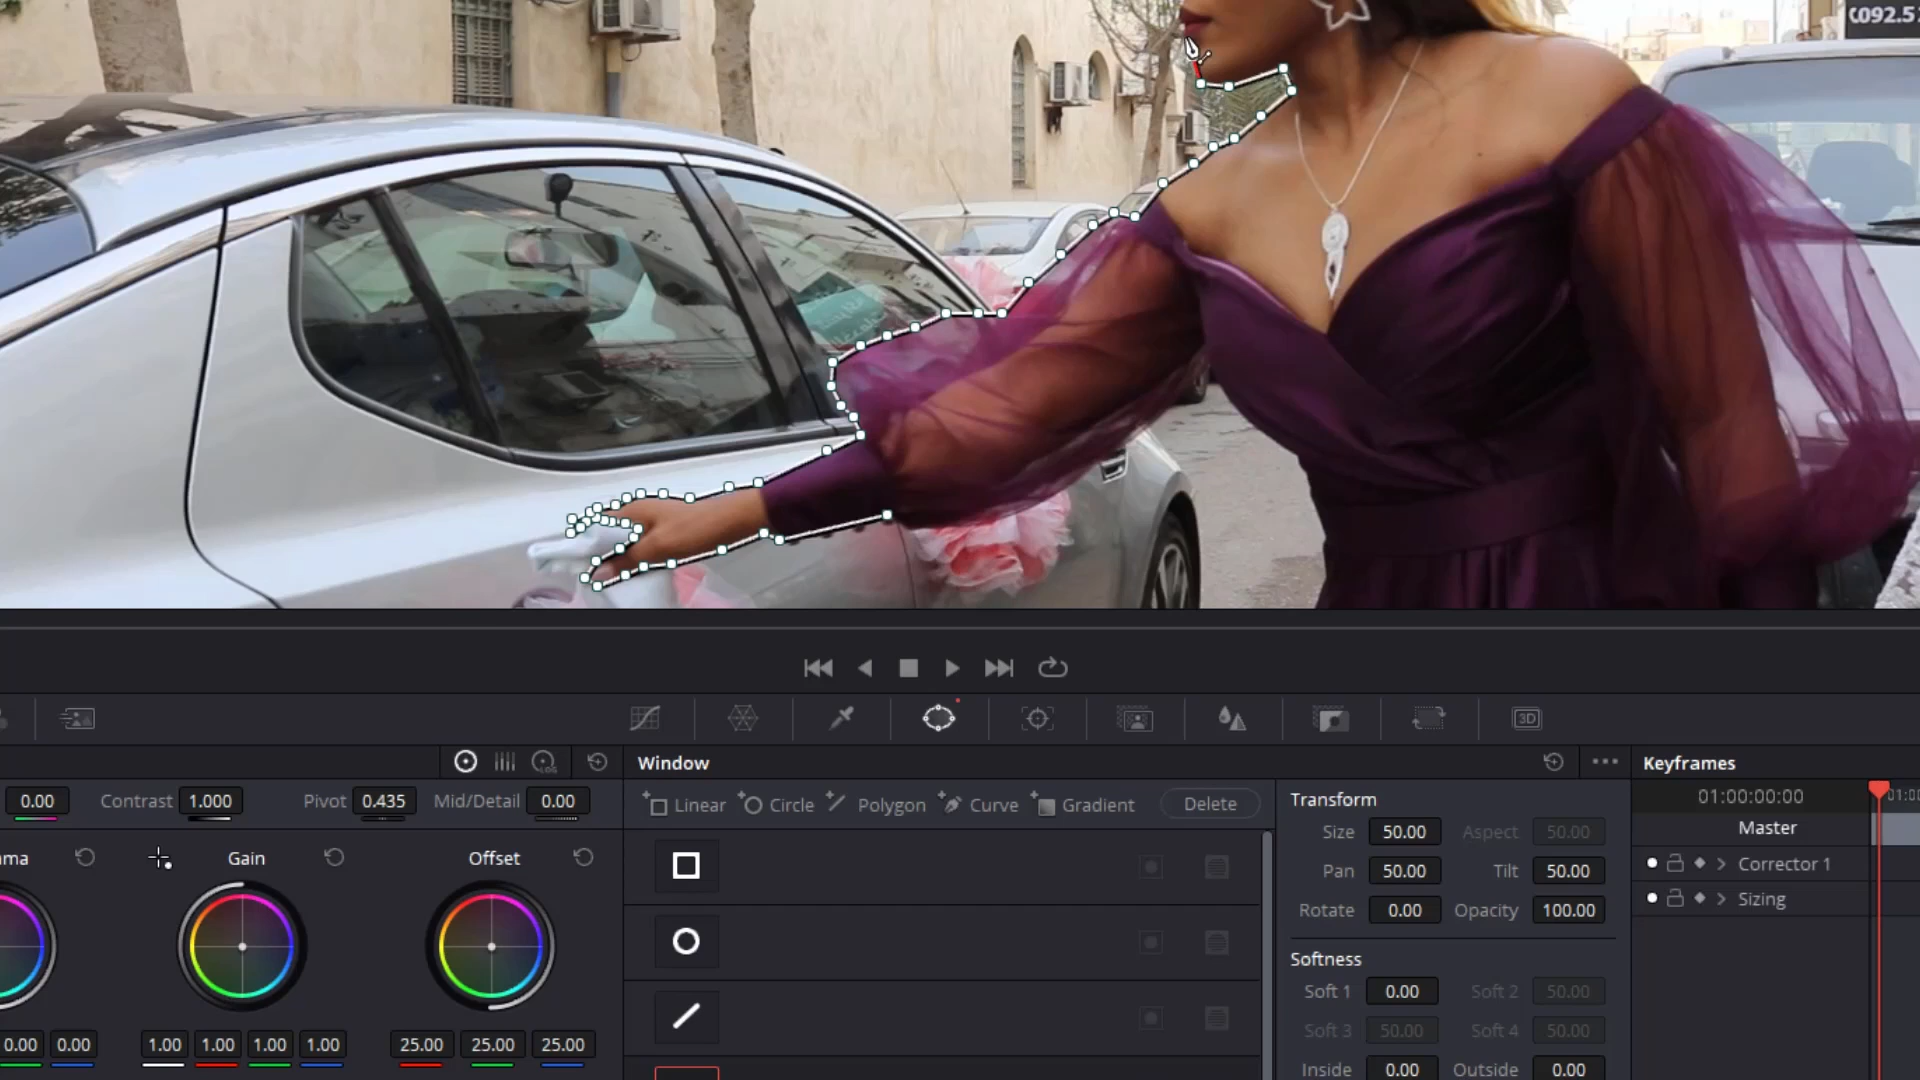 092.5
LOG
3D
Window
Keyframes
0.00 Contrast 1.000 Pivot 0.435 Mid/Detail 0.00
Linear Circle Polygon Curve Gradient Delete
Transform
01:00:00:00
Size 50.00 Aspect 50.00
Master
ma Gain Offset
Pan 50.00 Tilt 50.00
Corrector 1
Rotate 0.00 Opacity 100.00
Sizing
Softness
Soft 1 0.00 Soft 2 50.00
Soft 3 50.00 Soft 4 50.00
0.00 0.00 1.00 1.00 1.00 1.00 25.00 25.00 25.00
Inside 0.00 Outside 0.00